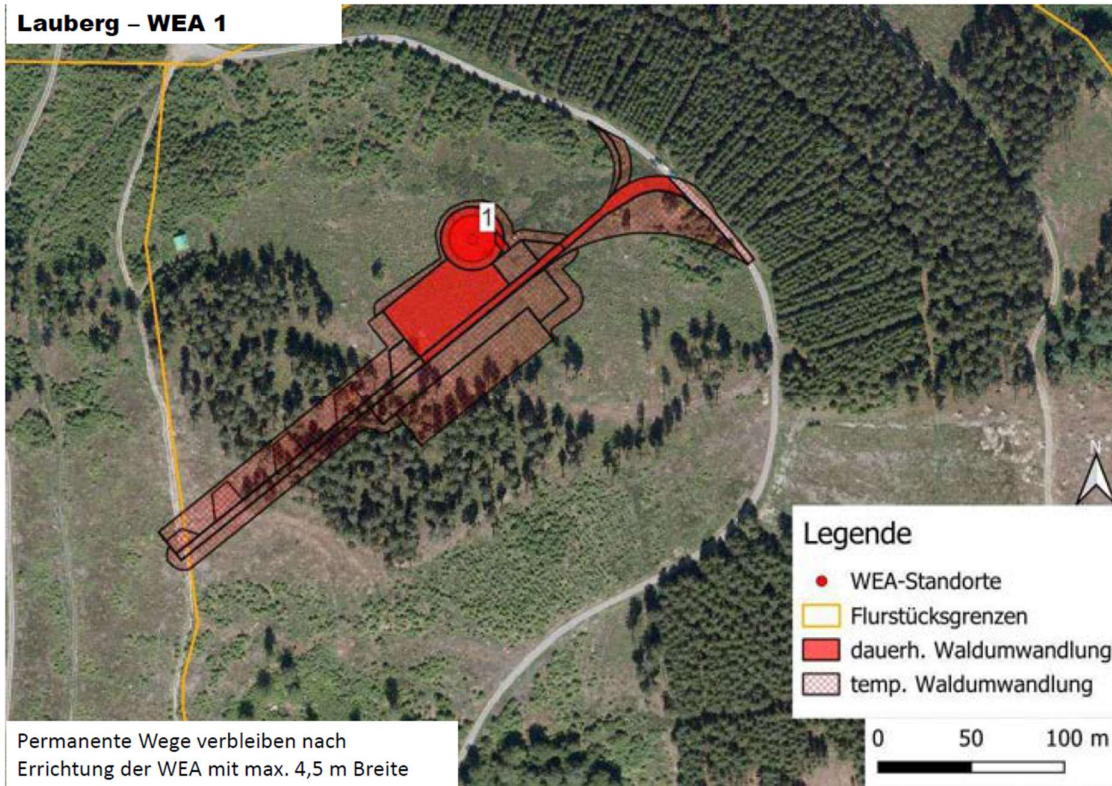 Lauberg – WEA 1
1
N
Legende
WEA-Standorte
Flurstücksgrenzen
dauerh. Waldumwandlung
temp. Waldumwandlung
0 50 100 m
Permanente Wege verbleiben nach
Errichtung der WEA mit max. 4,5 m Breite